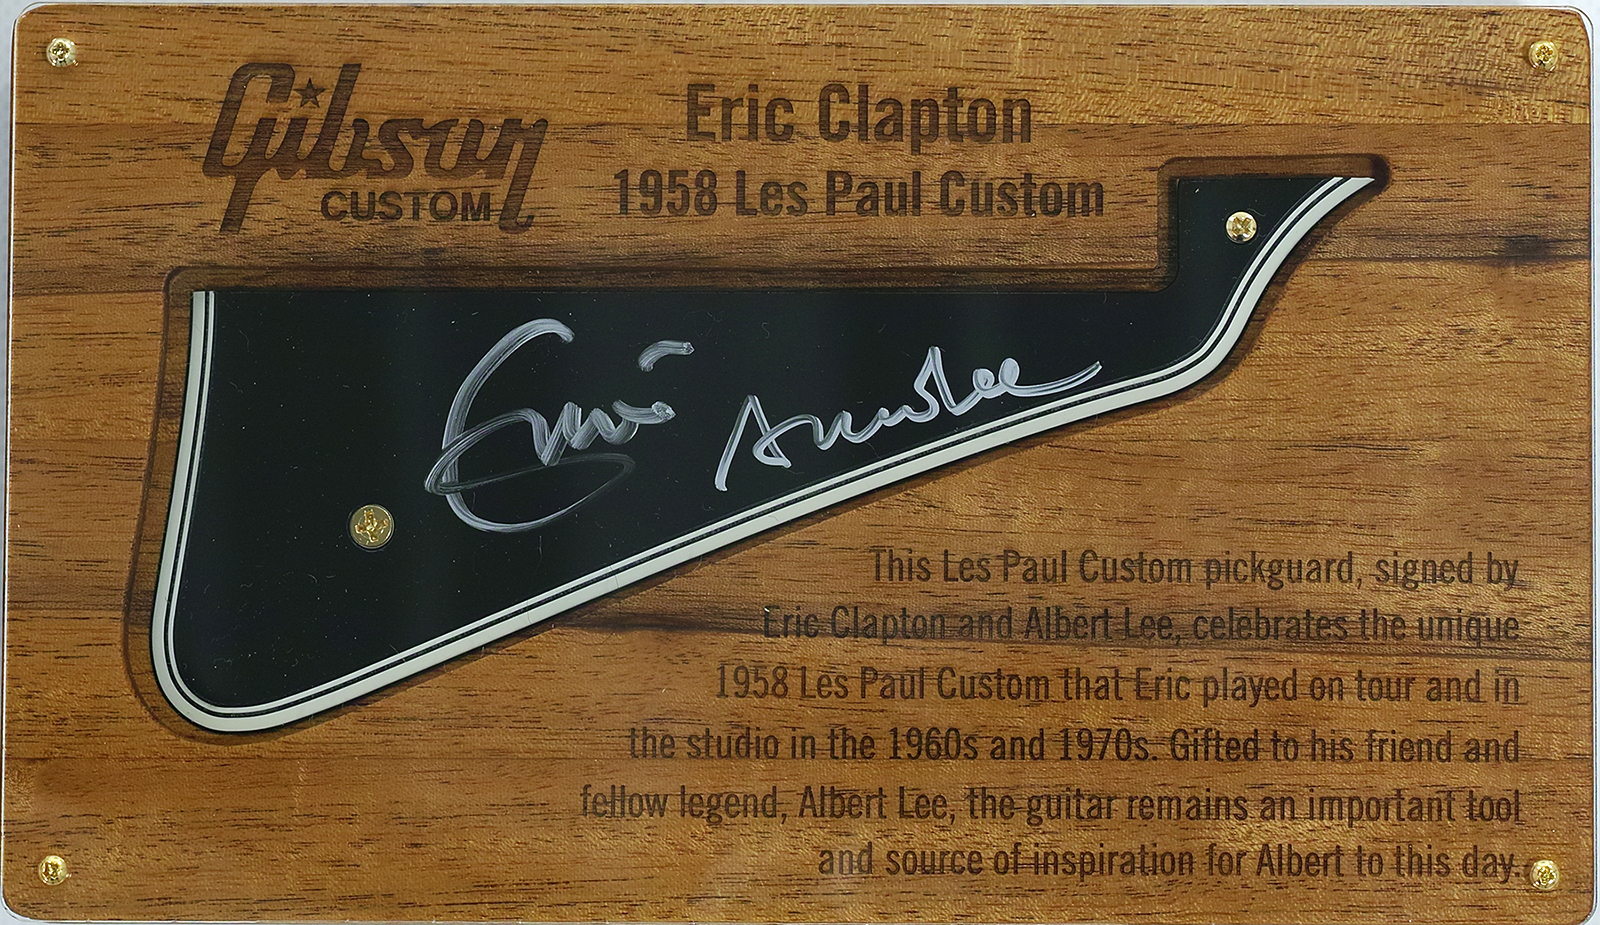 Gibson
CUSTOM
Eric Clapton
1958 Les Paul Custom
Eric
Albert Lee
This Les Paul Custom pickguard, signed by
Eric Clapton and Albert Lee, celebrates the unique
1958 Les Paul Custom that Eric played on tour and in
the studio in the 1960s and 1970s. Gifted to his friend and
fellow legend, Albert Lee, the guitar remains an important tool
and source of inspiration for Albert to this day.